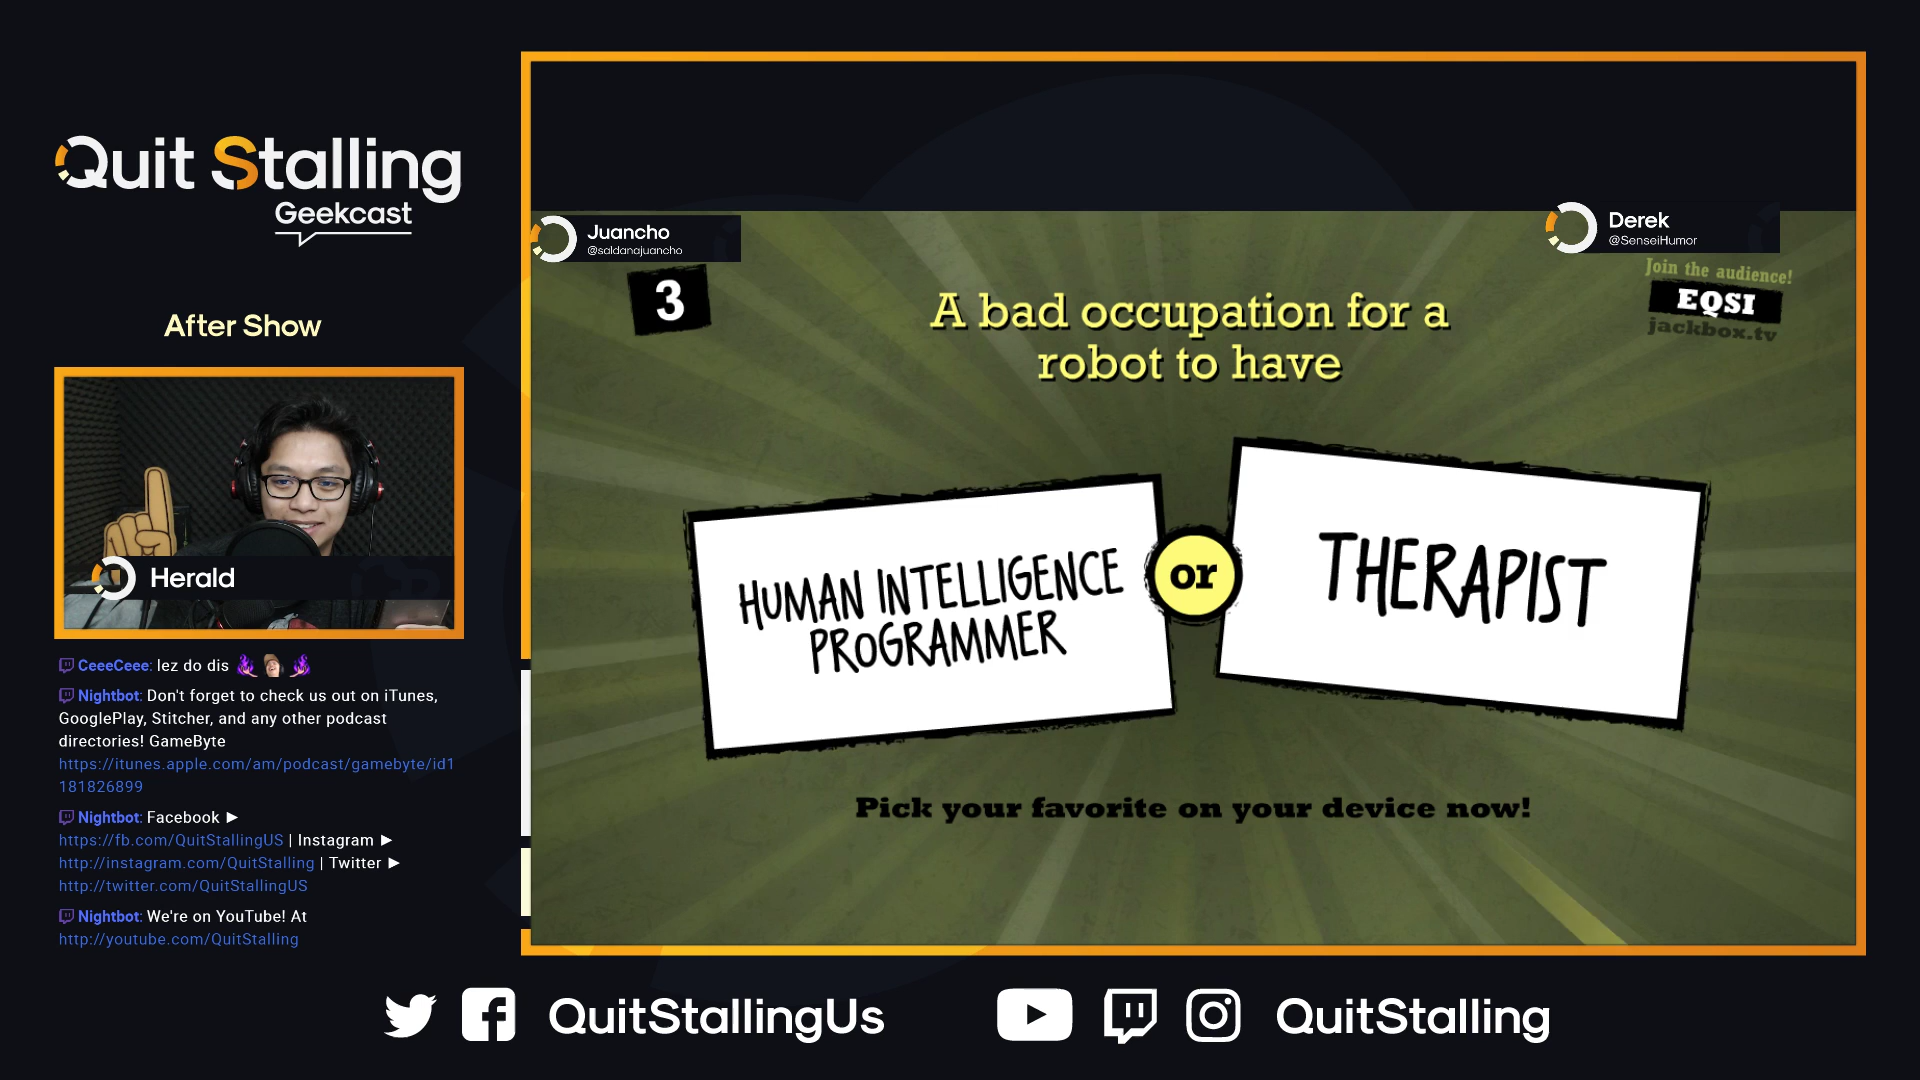 Quit Stalling
Geekcast
After Show
Herald
CeeeCeee: lez do dis
Nightbot: Don't forget to check us out on iTunes,
GooglePlay, Stitcher, and any other podcast
directories! GameByte
https://itunes.apple.com/am/podcast/gamebyte/id1
181826899
Nightbot: Facebook ►
https://fb.com/QuitStallingUS | Instagram ►
http://instagram.com/QuitStalling | Twitter ►
http://twitter.com/QuitStallingUS
Nightbot: We're on YouTube! At
http://youtube.com/QuitStalling
Juancho
@saldanajuancho
Derek
@SenseiHumor
3
Join the audience!
EQSI
jackbox.tv
A bad occupation for a
robot to have
HUMAN INTELLIGENCE
PROGRAMMER
or
THERAPIST
Pick your favorite on your device now!
QuitStallingUs
QuitStalling